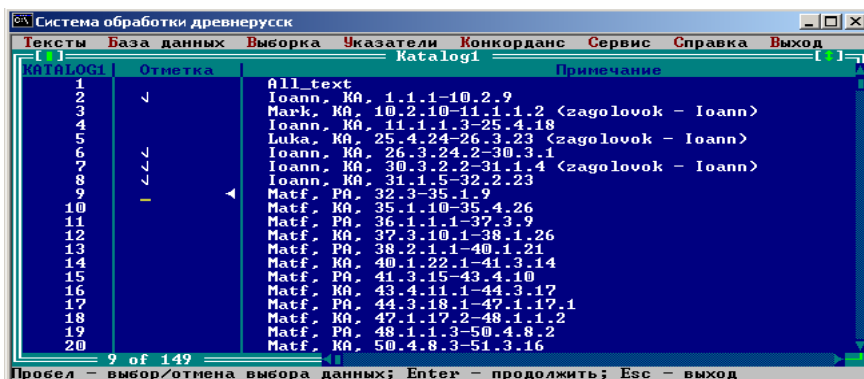 Система обработки древнерусск
Тексты База данных Выборка Указатели Конкорданс Сервис Справка Выход
Katalog1
KATALOG1 Отметка Примечание
1 All_text
2 √ Ioann, KA, 1.1.1-10.2.9
3 Mark, KA, 10.2.10-11.1.1.2 (zagolovok - Ioann)
4 Ioann, KA, 11.1.1.3-25.4.18
5 Luka, KA, 25.4.24-26.3.23 (zagolovok - Ioann)
6 √ Ioann, KA, 26.3.24.2-30.3.1
7 √ Ioann, KA, 30.3.2.2-31.1.4 (zagolovok - Ioann)
8 √ Ioann, KA, 31.1.5-32.2.23
9 Matf, PA, 32.3-35.1.9
10 Matf, KA, 35.1.10-35.4.26
11 Matf, PA, 36.1.1.1-37.3.9
12 Matf, KA, 37.3.10.1-38.1.26
13 Matf, PA, 38.2.1.1-40.1.21
14 Matf, KA, 40.1.22.1-41.3.14
15 Matf, PA, 41.3.15-43.4.10
16 Matf, KA, 43.4.11.1-44.3.17
17 Matf, PA, 44.3.18.1-47.1.17.1
18 Matf, KA, 47.1.17.2-48.1.1.2
19 Matf, PA, 48.1.1.3-50.4.8.2
20 Matf, KA, 50.4.8.3-51.3.16
9 of 149
Пробел - выбор/отмена выбора данных; Enter - продолжить; Esc - выход